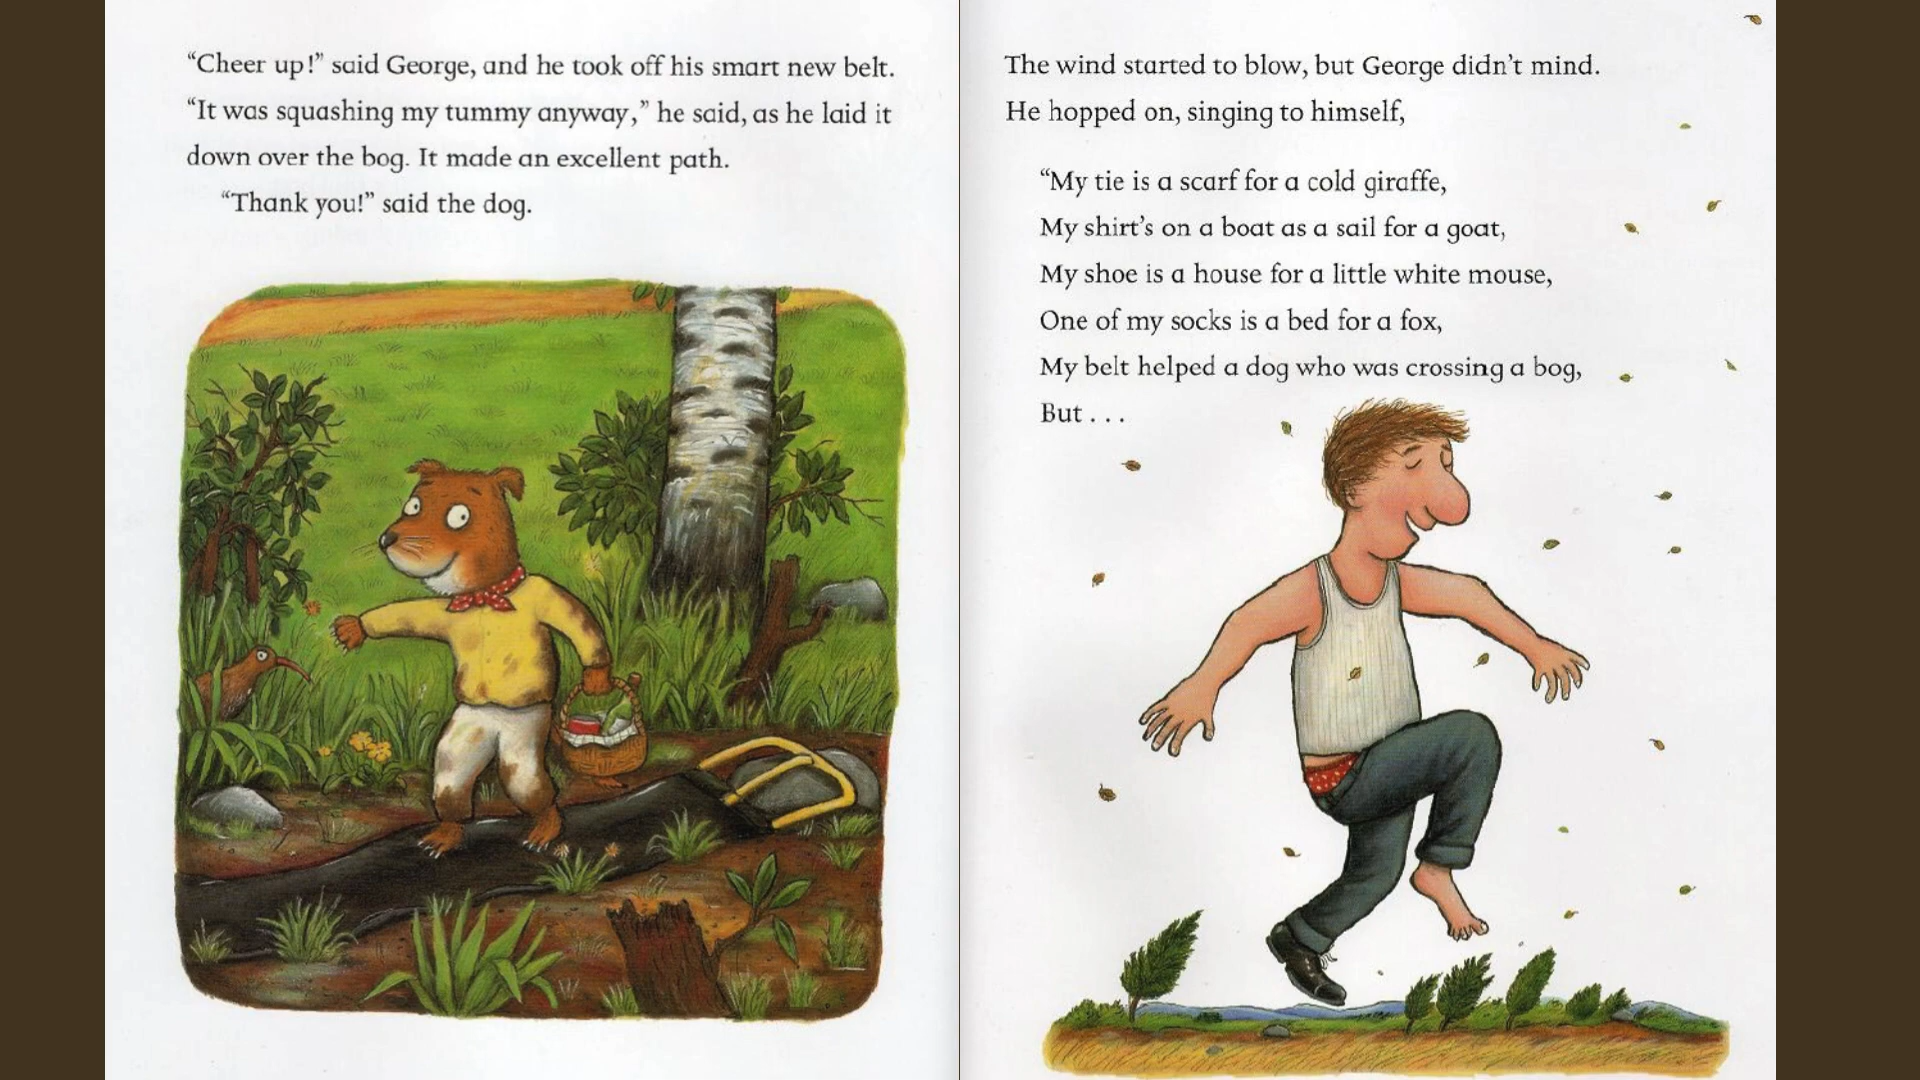 “Cheer up!” said George, and he took off his smart new belt.
“It was squashing my tummy anyway,” he said, as he laid it
down over the bog. It made an excellent path.
“Thank you!” said the dog.
The wind started to blow, but George didn’t mind.
He hopped on, singing to himself,
“My tie is a scarf for a cold giraffe,
My shirt’s on a boat as a sail for a goat,
My shoe is a house for a little white mouse,
One of my socks is a bed for a fox,
My belt helped a dog who was crossing a bog,
But . . .